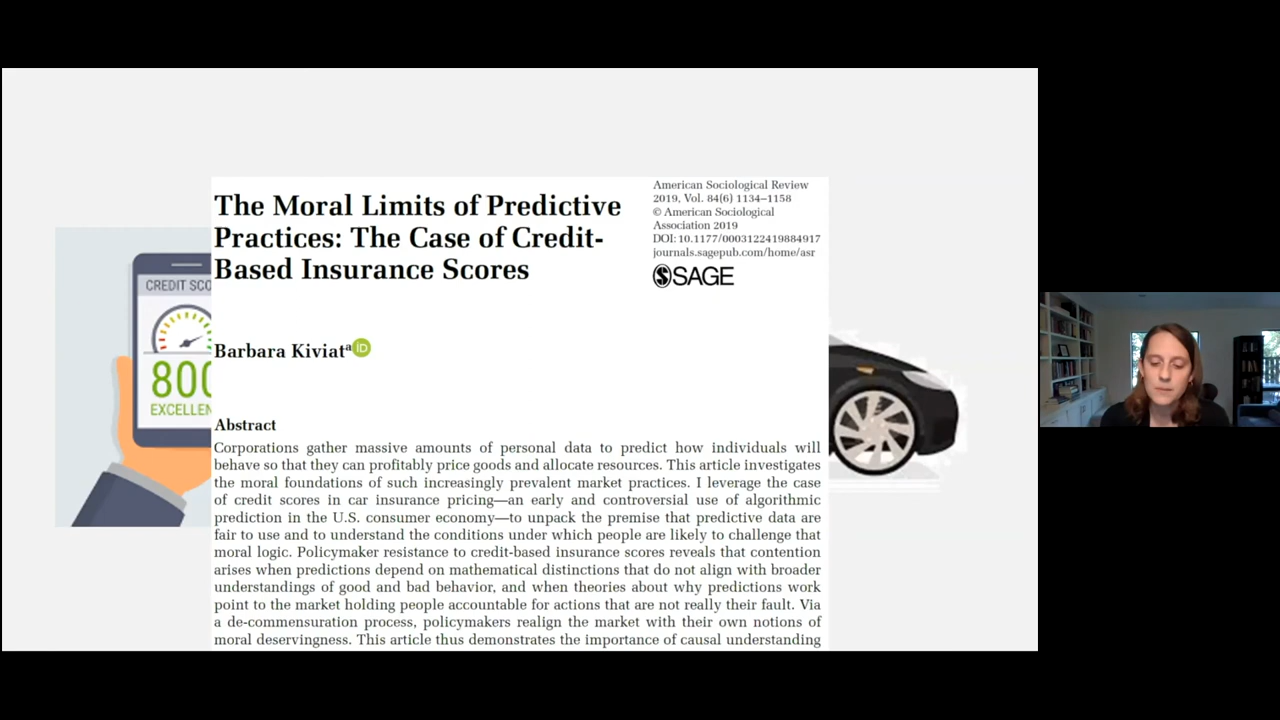 The Moral Limits of Predictive
Practices: The Case of Credit-
Based Insurance Scores
American Sociological Review
2019, Vol. 84(6) 1134–1158
© American Sociological
Association 2019
DOI: 10.1177/0003122419884917
journals.sagepub.com/home/asr
SAGE
CREDIT SCO
800
EXCELLEN
Barbara Kiviat a iD
Abstract
Corporations gather massive amounts of personal data to predict how individuals will
behave so that they can profitably price goods and allocate resources. This article investigates
the moral foundations of such increasingly prevalent market practices. I leverage the case
of credit scores in car insurance pricing—an early and controversial use of algorithmic
prediction in the U.S. consumer economy—to unpack the premise that predictive data are
fair to use and to understand the conditions under which people are likely to challenge that
moral logic. Policymaker resistance to credit-based insurance scores reveals that contention
arises when predictions depend on mathematical distinctions that do not align with broader
understandings of good and bad behavior, and when theories about why predictions work
point to the market holding people accountable for actions that are not really their fault. Via
a de-commensuration process, policymakers realign the market with their own notions of
moral deservingness. This article thus demonstrates the importance of causal understanding